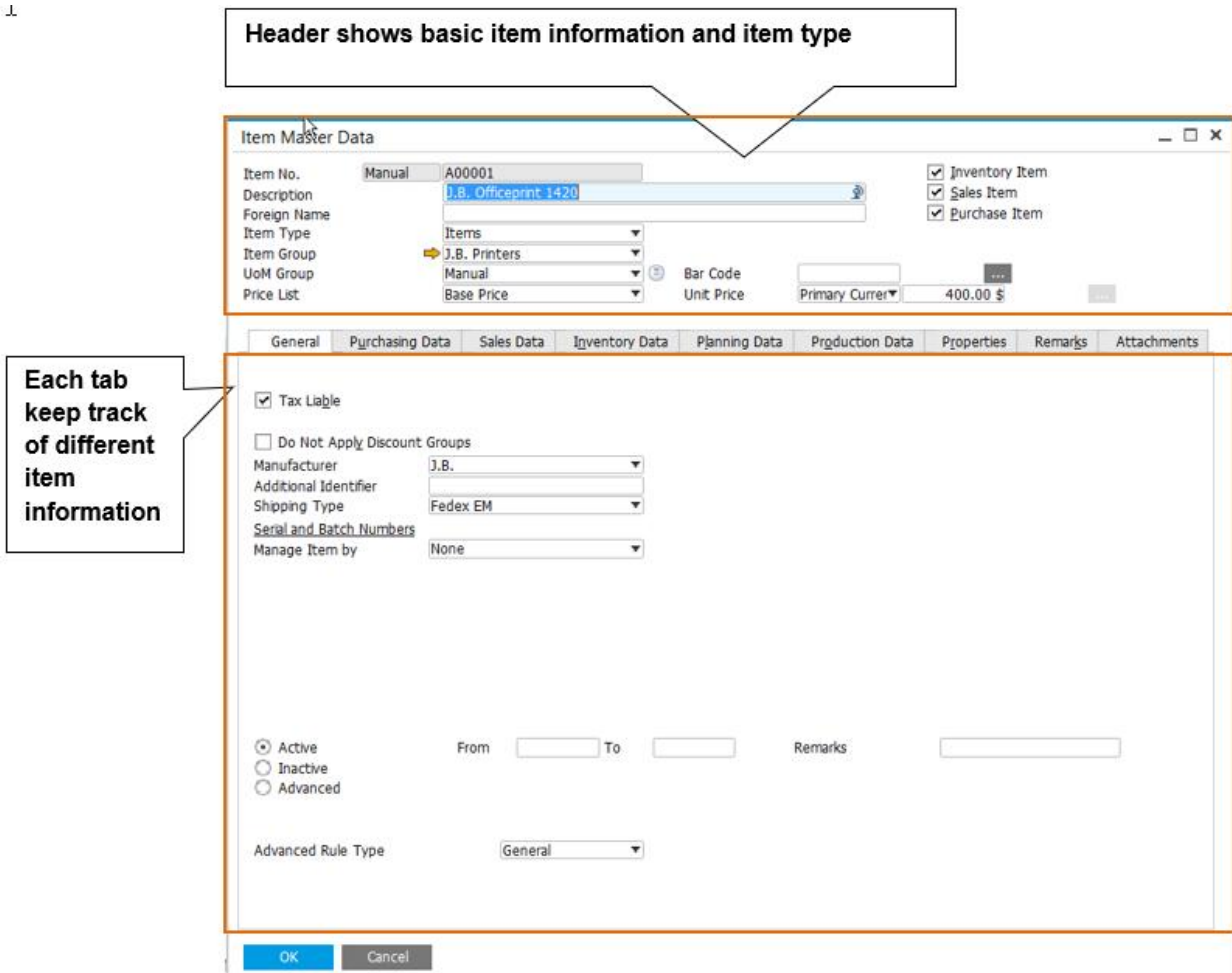 Header shows basic item information and item type
Item Master Data
Item No. Manual A00001 Inventory Item
Description J.B. Officeprint 1420 Sales Item
Foreign Name Purchase Item
Item Type Items
Item Group J.B. Printers
UoM Group Manual Bar Code ...
Price List Base Price Unit Price Primary Curren 400.00 $ ...
General Purchasing Data Sales Data Inventory Data Planning Data Production Data Properties Remarks Attachments
Each tab
keep track
of different
item
information
Tax Liable
Do Not Apply Discount Groups
Manufacturer J.B.
Additional Identifier
Shipping Type Fedex EM
Serial and Batch Numbers
Manage Item by None
Active From To Remarks
Inactive
Advanced
Advanced Rule Type General
OK Cancel